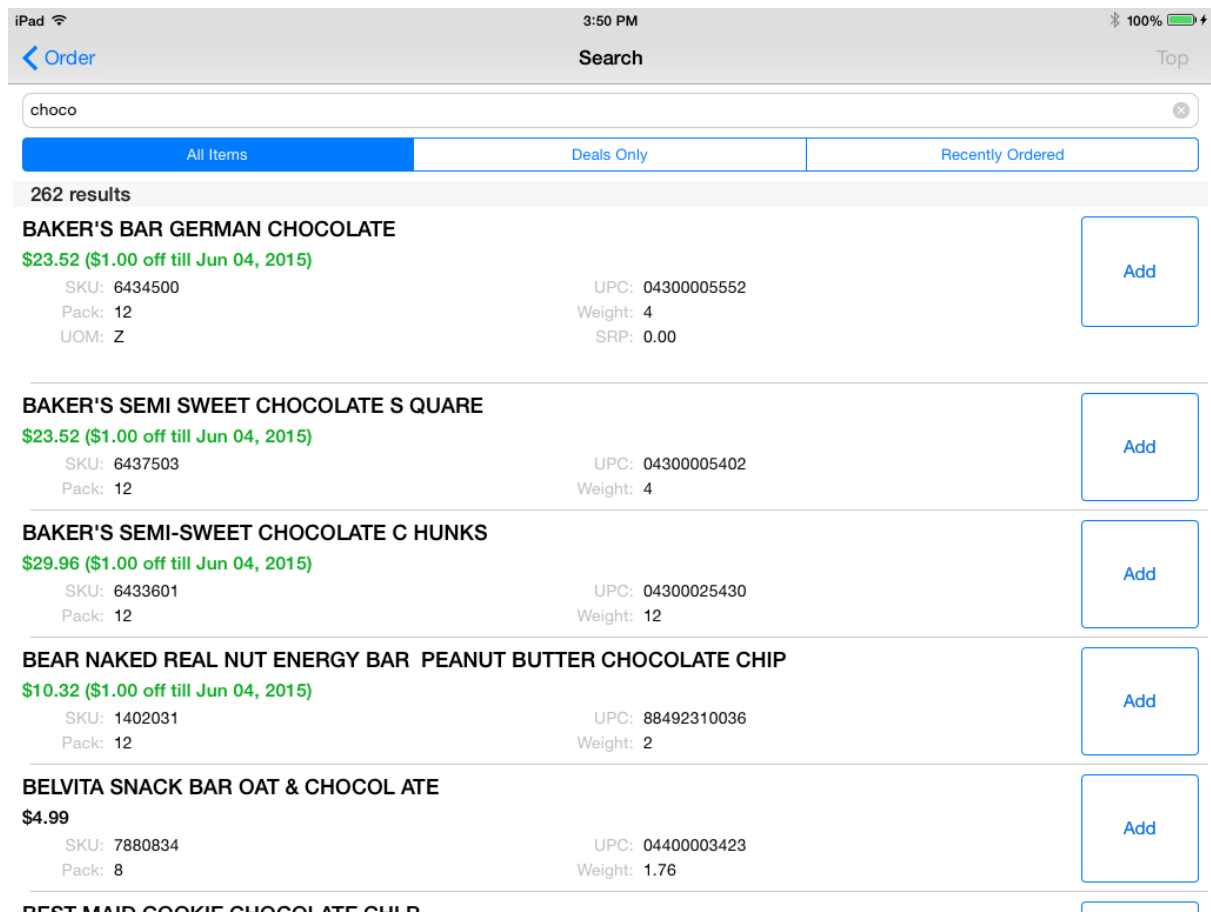 iPad 3:50 PM 100%
Order Search Top
choco
All Items Deals Only Recently Ordered
262 results
BAKER'S BAR GERMAN CHOCOLATE
$23.52 ($1.00 off till Jun 04, 2015)
Add
SKU: 6434500 UPC: 04300005552
Pack: 12 Weight: 4
UOM: Z SRP: 0.00
BAKER'S SEMI SWEET CHOCOLATE S QUARE
$23.52 ($1.00 off till Jun 04, 2015)
Add
SKU: 6437503 UPC: 04300005402
Pack: 12 Weight: 4
BAKER'S SEMI-SWEET CHOCOLATE C HUNKS
$29.96 ($1.00 off till Jun 04, 2015)
Add
SKU: 6433601 UPC: 04300025430
Pack: 12 Weight: 12
BEAR NAKED REAL NUT ENERGY BAR  PEANUT BUTTER CHOCOLATE CHIP
$10.32 ($1.00 off till Jun 04, 2015)
Add
SKU: 1402031 UPC: 88492310036
Pack: 12 Weight: 2
BELVITA SNACK BAR OAT & CHOCOL ATE
$4.99
Add
SKU: 7880834 UPC: 04400003423
Pack: 8 Weight: 1.76
BEST MAID COOKIE CHOCOLATE